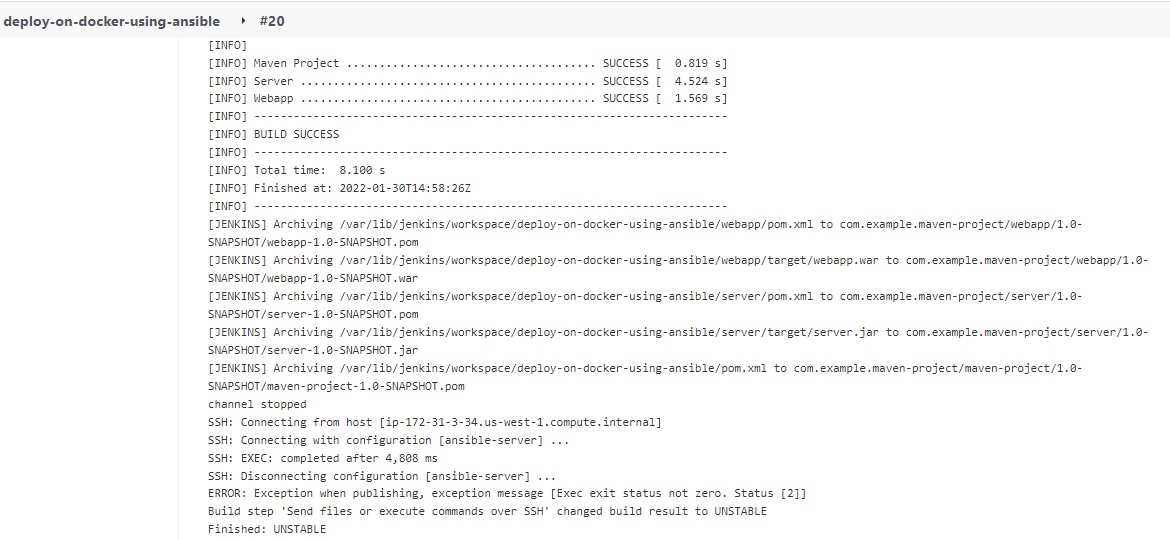 deploy-on-docker-using-ansible ‣ #20
[INFO]
[INFO] Maven Project ...................................... SUCCESS [  0.819 s]
[INFO] Server ............................................. SUCCESS [  4.524 s]
[INFO] Webapp ............................................. SUCCESS [  1.569 s]
[INFO] ------------------------------------------------------------------------
[INFO] BUILD SUCCESS
[INFO] ------------------------------------------------------------------------
[INFO] Total time:  8.100 s
[INFO] Finished at: 2022-01-30T14:58:26Z
[INFO] ------------------------------------------------------------------------
[JENKINS] Archiving /var/lib/jenkins/workspace/deploy-on-docker-using-ansible/webapp/pom.xml to com.example.maven-project/webapp/1.0-
SNAPSHOT/webapp-1.0-SNAPSHOT.pom
[JENKINS] Archiving /var/lib/jenkins/workspace/deploy-on-docker-using-ansible/webapp/target/webapp.war to com.example.maven-project/webapp/1.0-
SNAPSHOT/webapp-1.0-SNAPSHOT.war
[JENKINS] Archiving /var/lib/jenkins/workspace/deploy-on-docker-using-ansible/server/pom.xml to com.example.maven-project/server/1.0-
SNAPSHOT/server-1.0-SNAPSHOT.pom
[JENKINS] Archiving /var/lib/jenkins/workspace/deploy-on-docker-using-ansible/server/target/server.jar to com.example.maven-project/server/1.0-
SNAPSHOT/server-1.0-SNAPSHOT.jar
[JENKINS] Archiving /var/lib/jenkins/workspace/deploy-on-docker-using-ansible/pom.xml to com.example.maven-project/maven-project/1.0-
SNAPSHOT/maven-project-1.0-SNAPSHOT.pom
channel stopped
SSH: Connecting from host [ip-172-31-3-34.us-west-1.compute.internal]
SSH: Connecting with configuration [ansible-server] ...
SSH: EXEC: completed after 4,808 ms
SSH: Disconnecting configuration [ansible-server] ...
ERROR: Exception when publishing, exception message [Exec exit status not zero. Status [2]]
Build step 'Send files or execute commands over SSH' changed build result to UNSTABLE
Finished: UNSTABLE